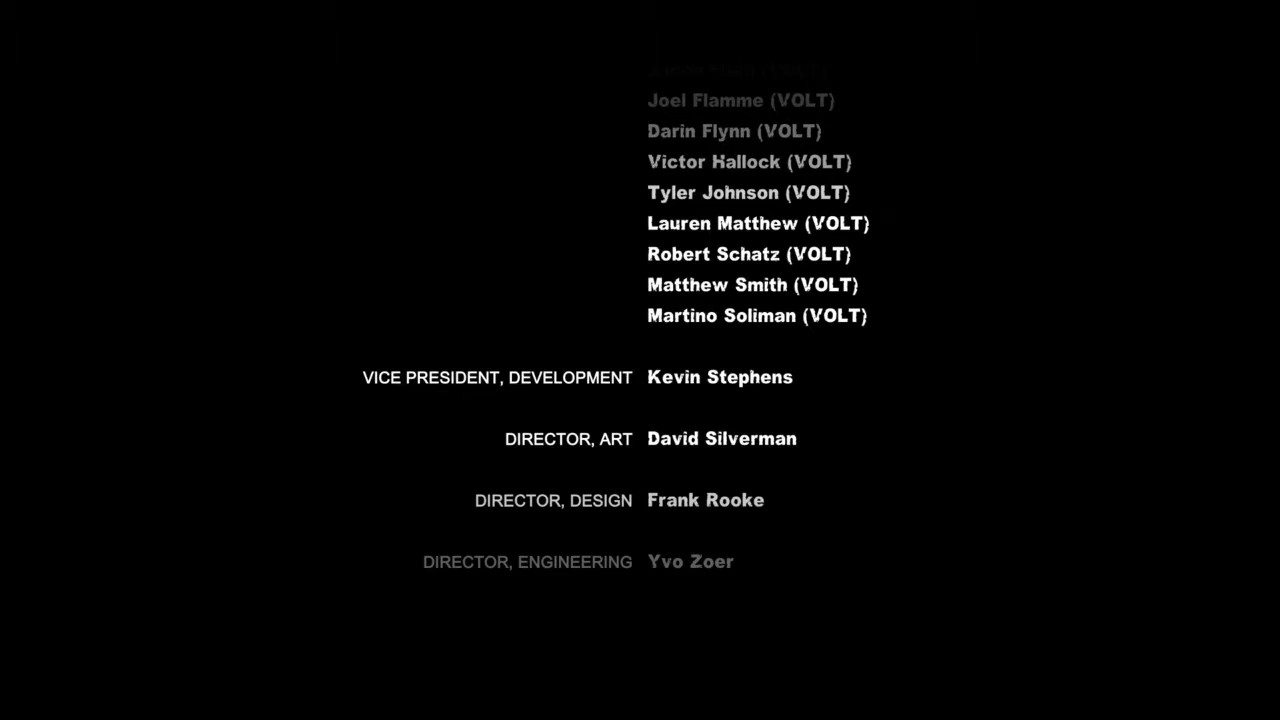 Joel Flamme (VOLT)
Darin Flynn (VOLT)
Victor Hallock (VOLT)
Tyler Johnson (VOLT)
Lauren Matthew (VOLT)
Robert Schatz (VOLT)
Matthew Smith (VOLT)
Martino Soliman (VOLT)
VICE PRESIDENT, DEVELOPMENT Kevin Stephens
DIRECTOR, ART David Silverman
DIRECTOR, DESIGN Frank Rooke
DIRECTOR, ENGINEERING Yvo Zoer